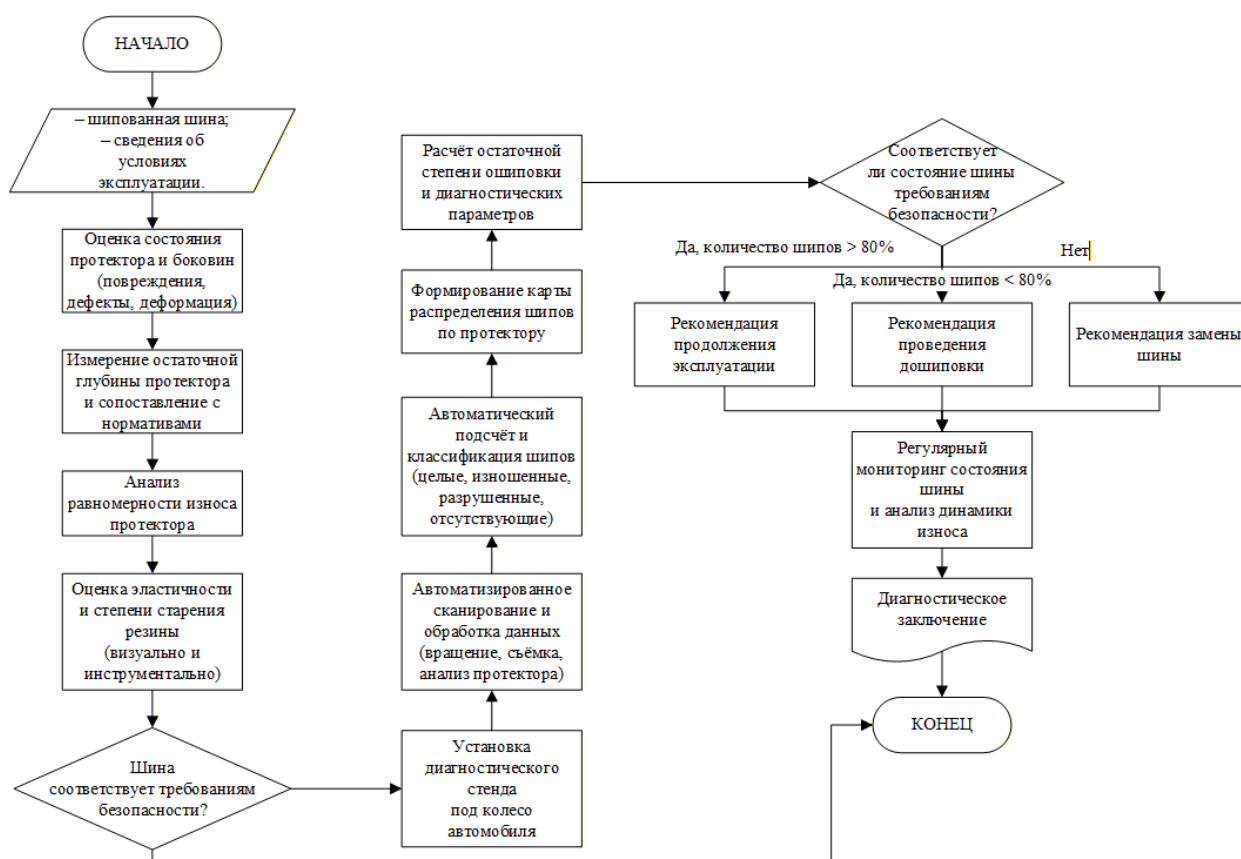 НАЧАЛО
– шипованная шина;
– сведения об
условиях
эксплуатации.
Оценка состояния
протектора и боковин
(повреждения,
дефекты, деформация)
Измерение остаточной
глубины протектора
и сопоставление с
нормативами
Анализ
равномерности износа
протектора
Оценка эластичности
и степени старения
резины
(визуально и
инструментально)
Шина
соответствует требованиям
безопасности?
Установка
диагностического
стенда
под колесо
автомобиля
Автоматизированное
сканирование и
обработка данных
(вращение, съёмка,
анализ протектора)
Автоматический
подсчёт и
классификация шипов
(целые, изношенные,
разрушенные,
отсутствующие)
Формирование карты
распределения шипов
по протектору
Расчёт остаточной
степени ошиповки
и диагностических
параметров
Соответствует
ли состояние шины
требованиям
безопасности?
Да, количество шипов > 80%
Нет
Да, количество шипов < 80%
Рекомендация
продолжения
эксплуатации
Рекомендация
проведения
дошиповки
Рекомендация замены
шины
Регулярный
мониторинг состояния
шины
и анализ динамики
износа
Диагностическое
заключение
КОНЕЦ